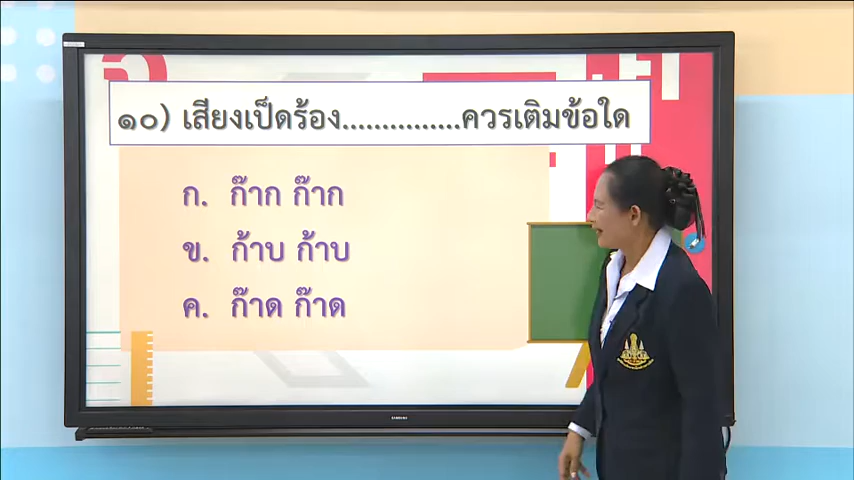 ๑๐) เสียงเป็ดร้อง...............ควรเติมข้อใด
ก. ก๊าก ก๊าก
ข. ก้าบ ก้าบ
ค. ก๊าด ก๊าด
SAMSUNG